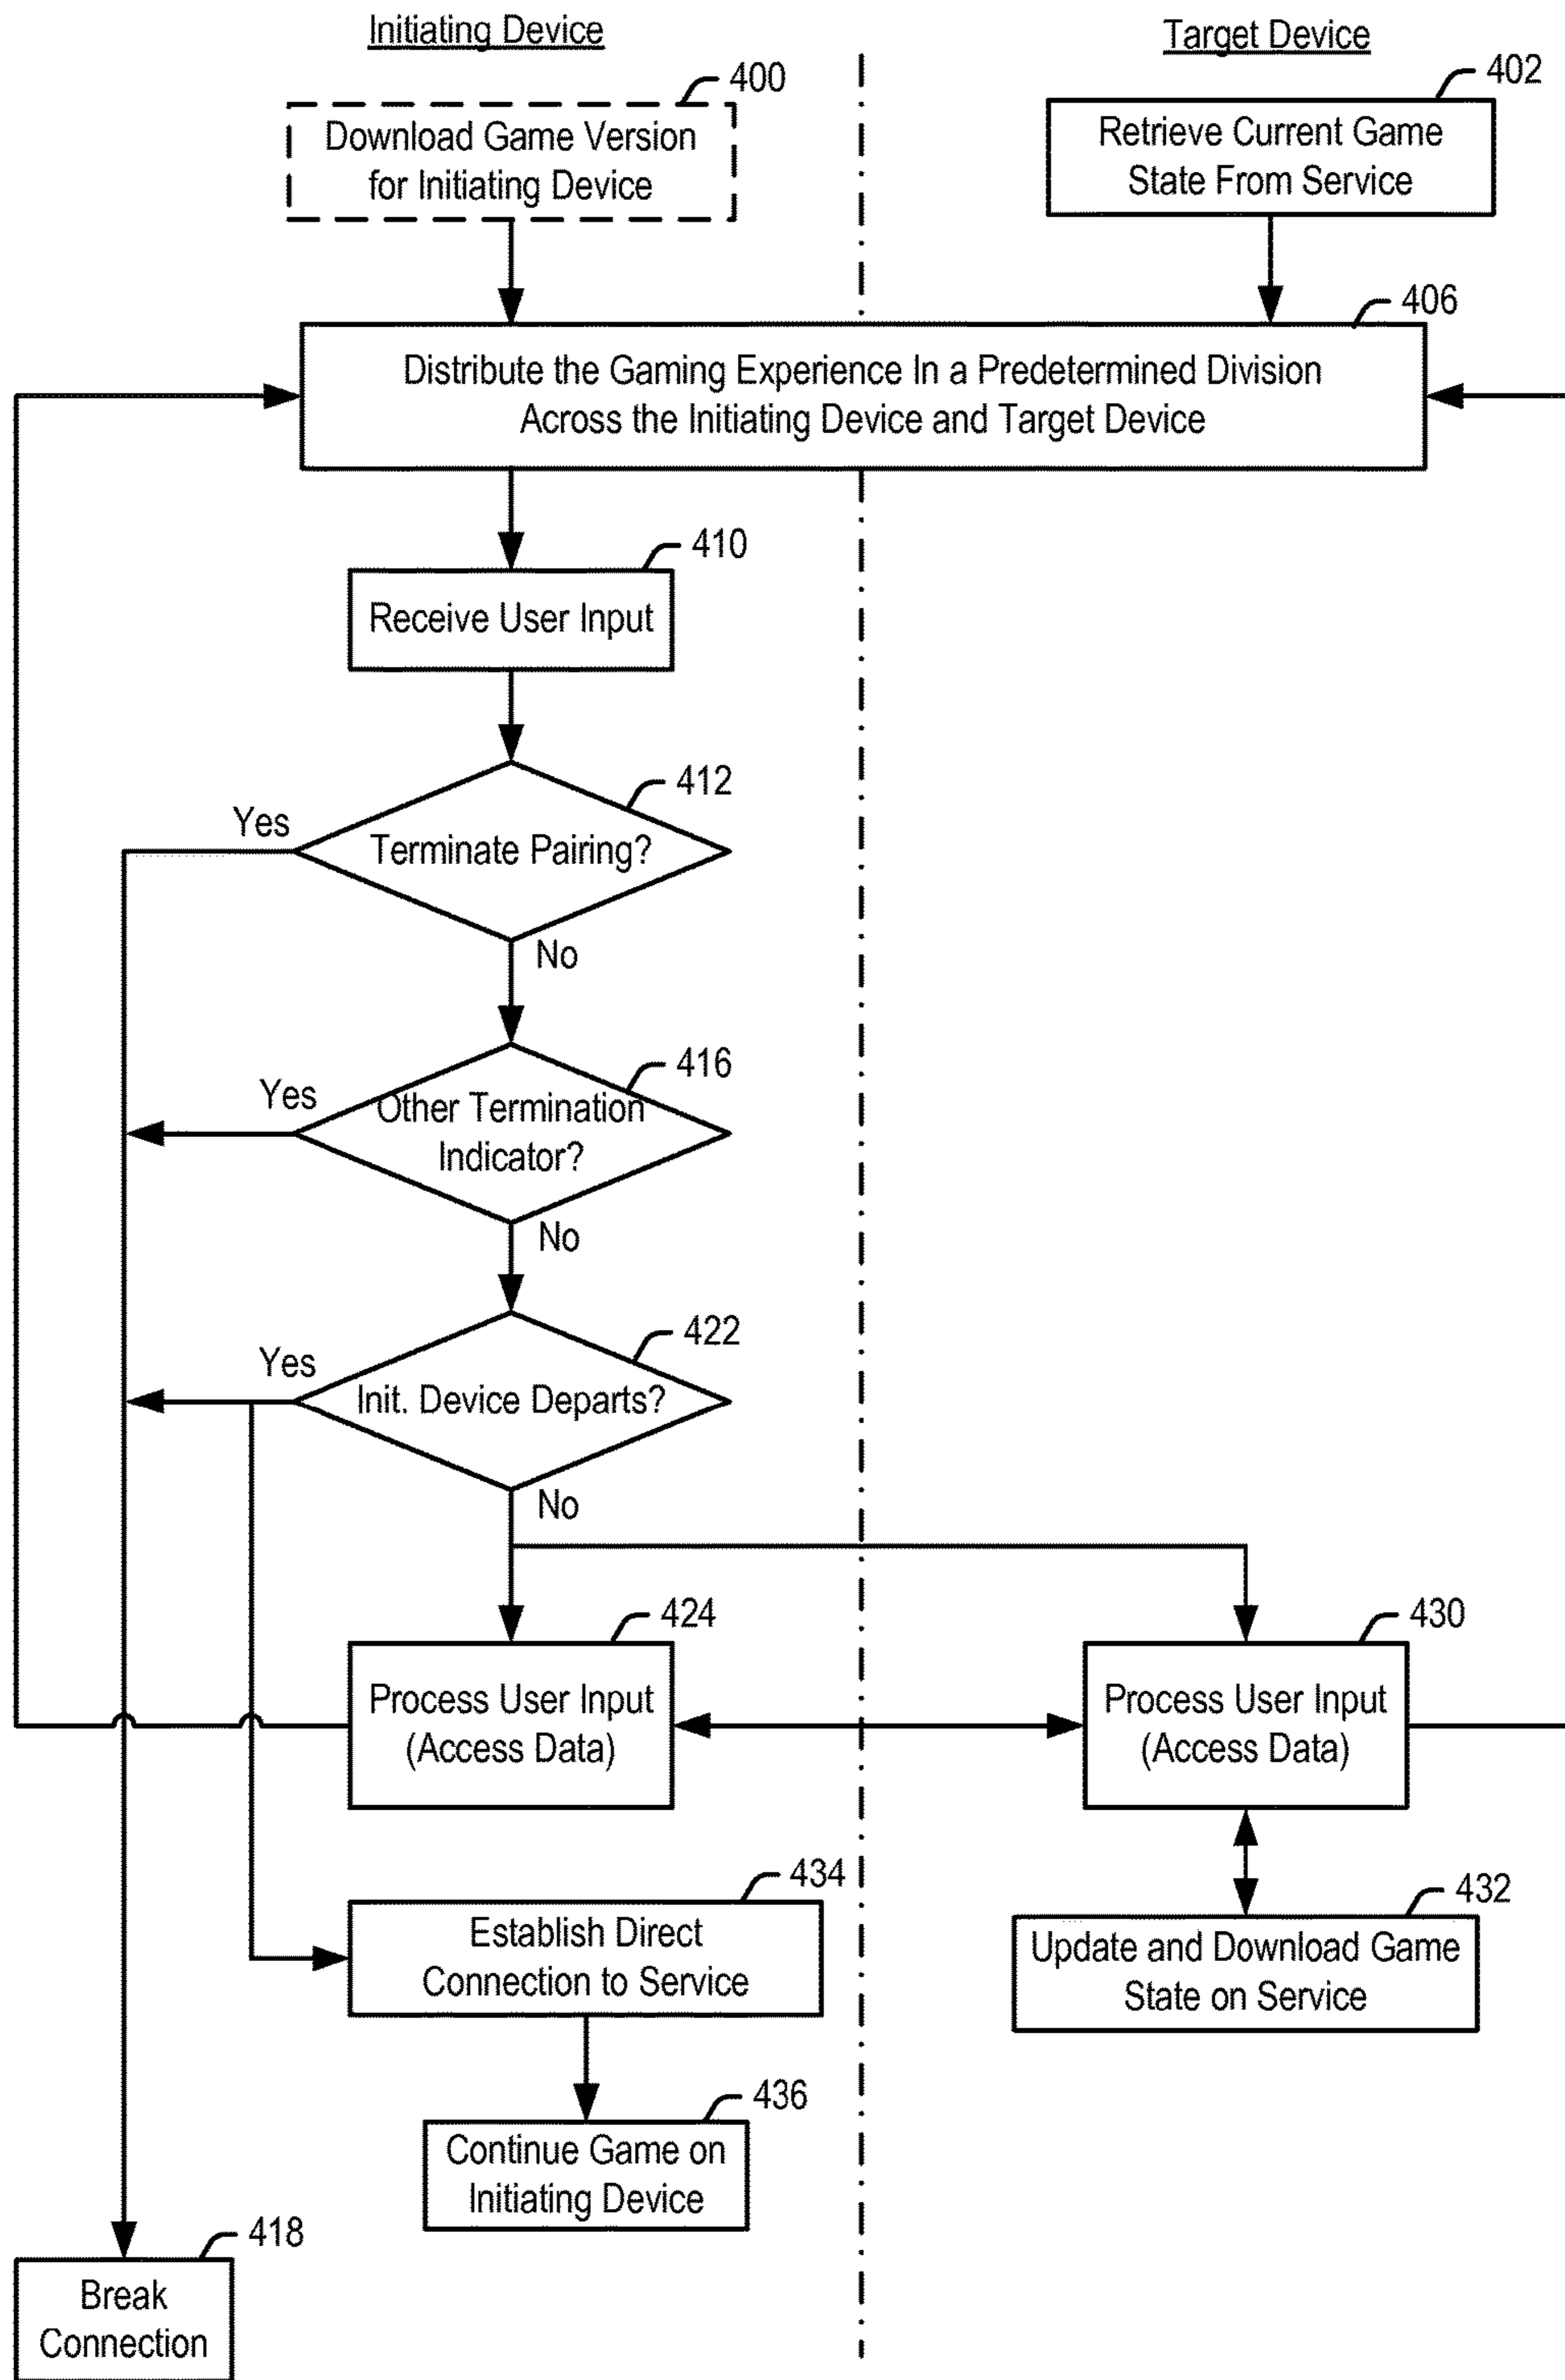 Initiating Device
Target Device
400
402
Download Game Version
for Initiating Device
Retrieve Current Game
State From Service
406
Distribute the Gaming Experience In a Predetermined Division
Across the Initiating Device and Target Device
410
Receive User Input
412
Yes
Terminate Pairing?
No
416
Yes
Other Termination
Indicator?
No
422
Yes
Init. Device Departs?
No
424
430
Process User Input
(Access Data)
Process User Input
(Access Data)
434
432
Establish Direct
Connection to Service
Update and Download Game
State on Service
436
Continue Game on
Initiating Device
418
Break
Connection